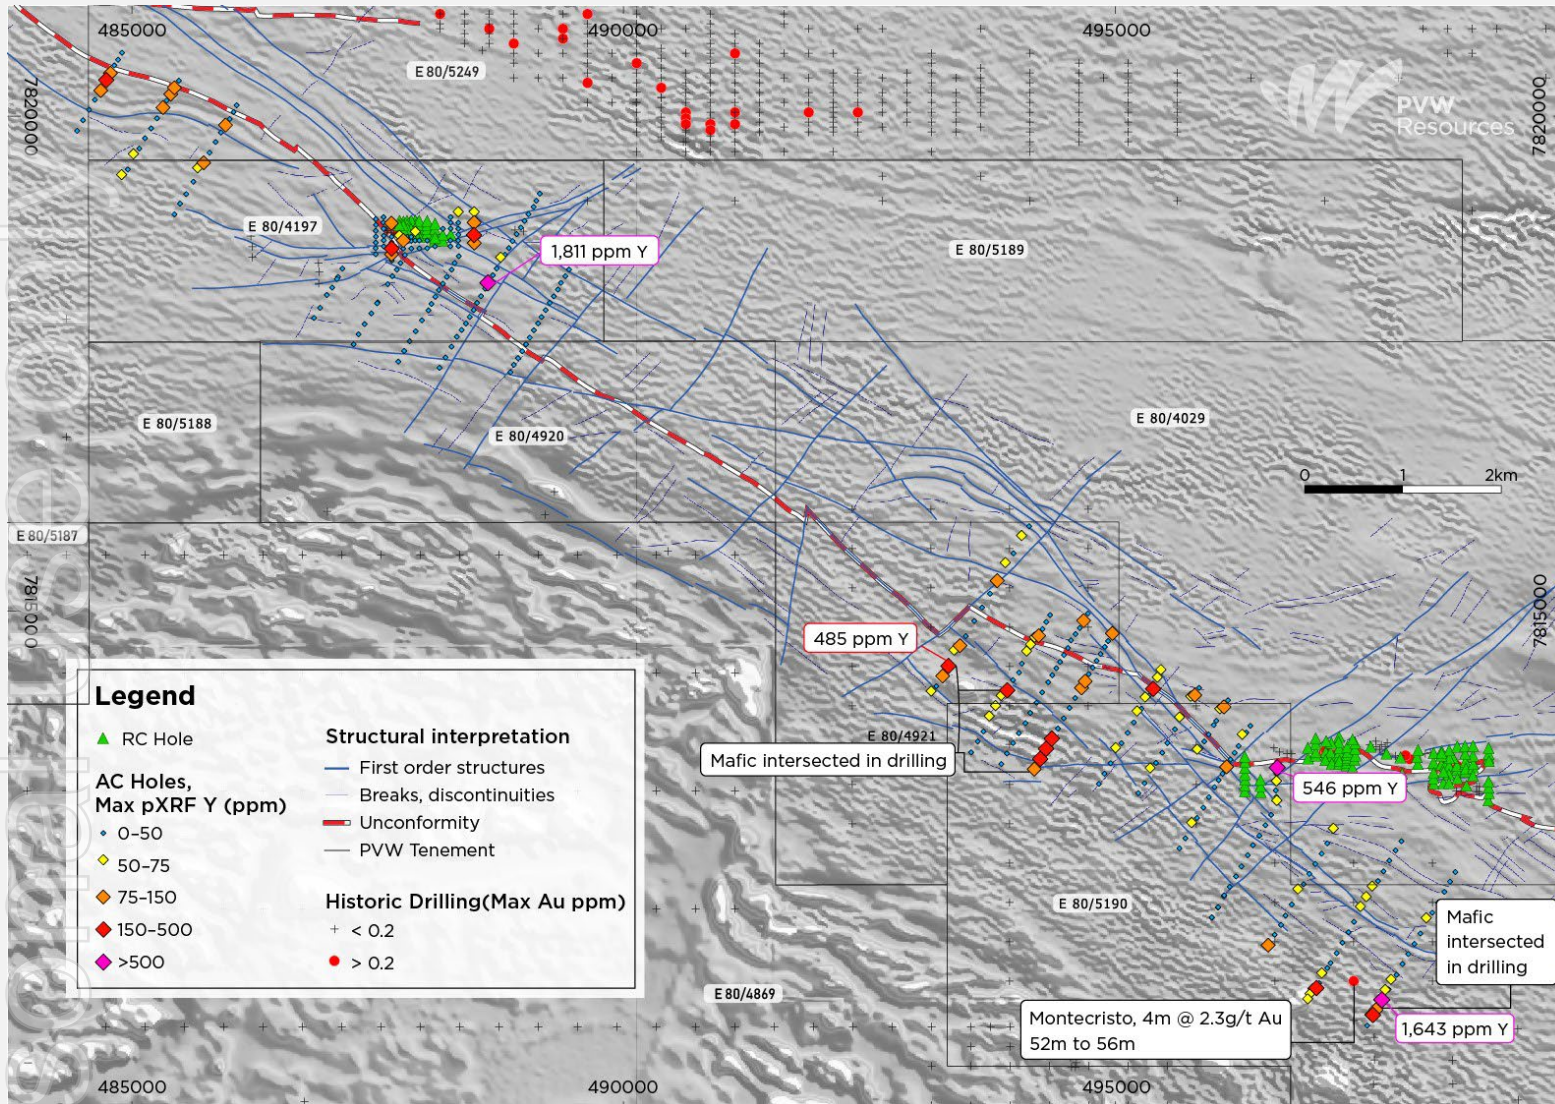 485000
490000
495000
7820000
7820000
E 80/5249
PVW
Resources
E 80/4197
1,811 ppm Y
E 80/5189
E 80/5188
E 80/4920
E 80/4029
0 1 2km
E 80/5187
7815000
7815000
485 ppm Y
E 80/4921
Mafic intersected in drilling
546 ppm Y
E 80/5190
Mafic
intersected
in drilling
E 80/4869
Montecristo, 4m @ 2.3g/t Au
52m to 56m
1,643 ppm Y
Legend
RC Hole
AC Holes,
Max pXRF Y (ppm)
0-50
50-75
75-150
150-500
>500
Structural interpretation
First order structures
Breaks, discontinuities
Unconformity
PVW Tenement
Historic Drilling(Max Au ppm)
< 0.2
> 0.2
485000
490000
495000